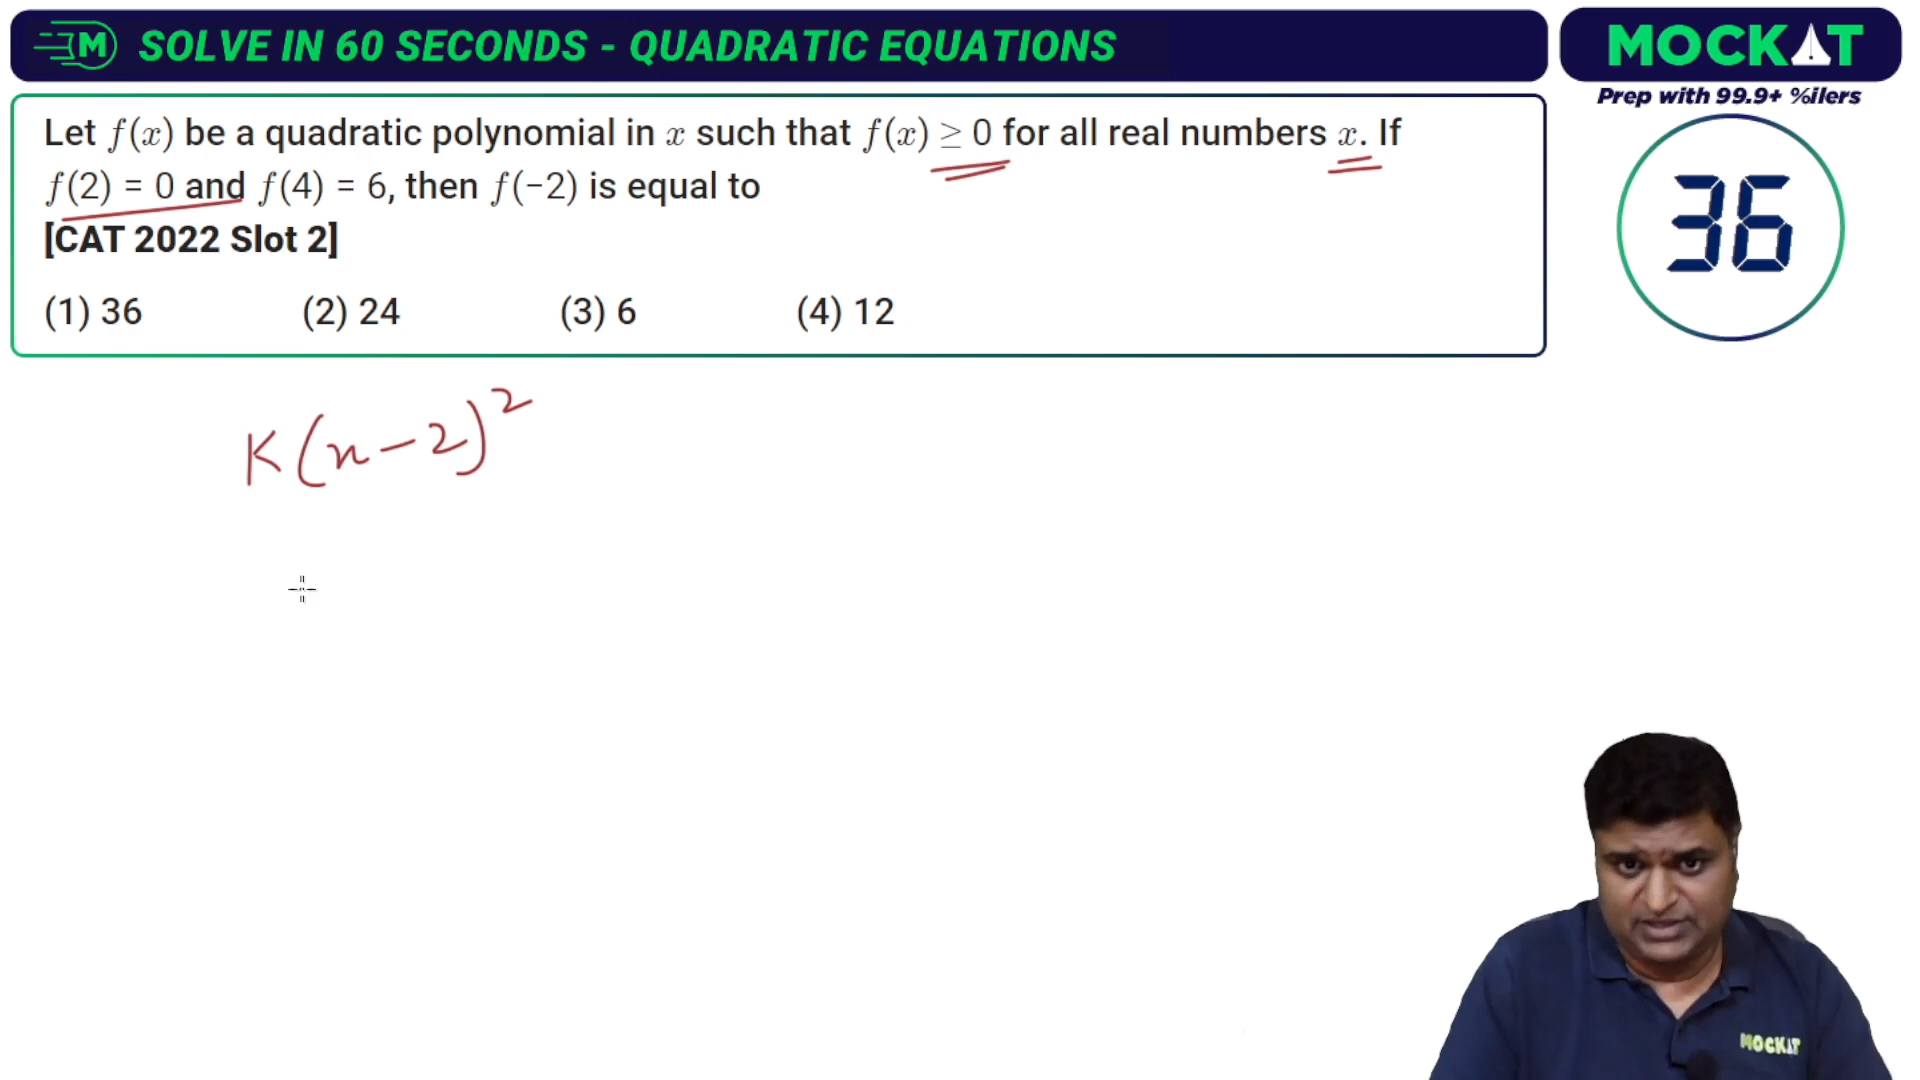 M SOLVE IN 60 SECONDS - QUADRATIC EQUATIONS
MOCKAT
Prep with 99.9+ %ilers
Let f(x) be a quadratic polynomial in x such that f(x) ≥ 0 for all real numbers x. If
f(2) = 0 and f(4) = 6, then f(−2) is equal to
[CAT 2022 Slot 2]
(1) 36 (2) 24 (3) 6 (4) 12
36
K(x-2)²
MOCKAT